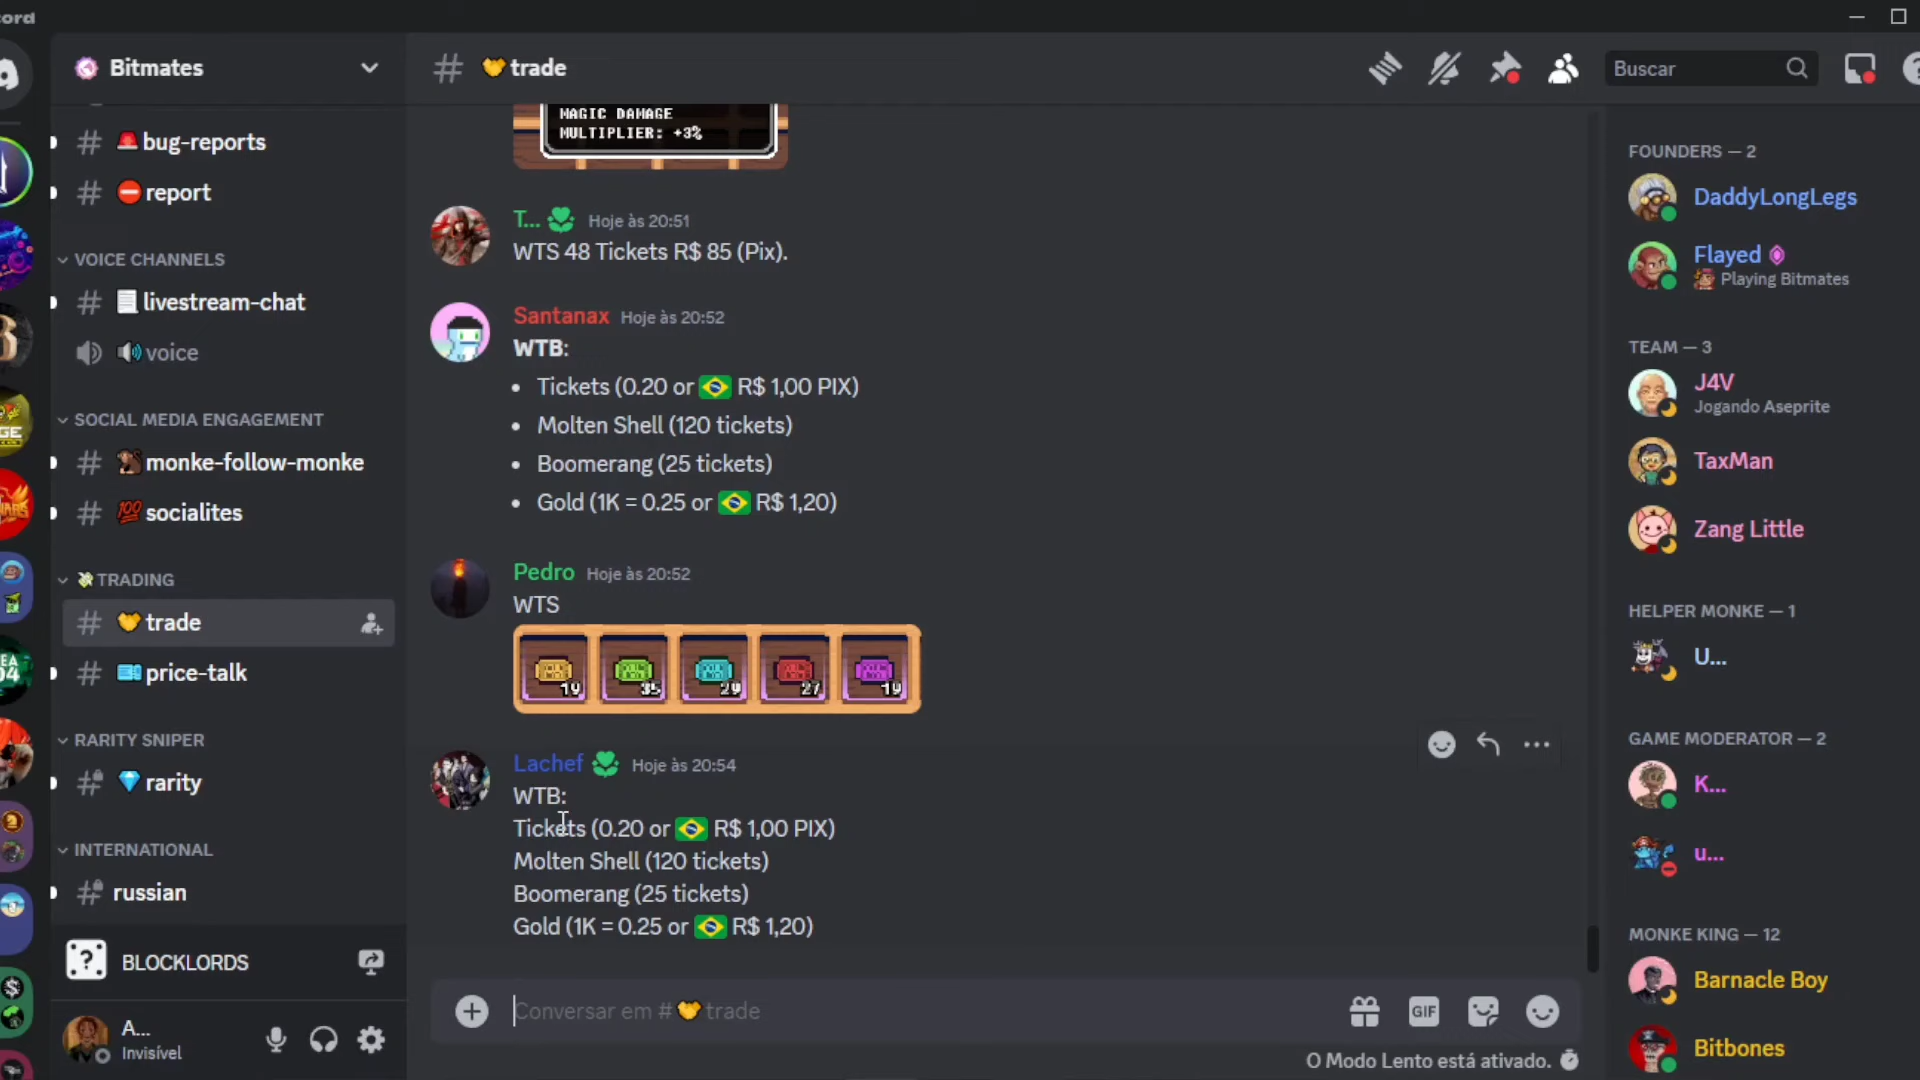 cord
Bitmates
bug-reports
report
VOICE CHANNELS
livestream-chat
voice
SOCIAL MEDIA ENGAGEMENT
monke-follow-monke
💯 socialites
TRADING
trade
price-talk
RARITY SNIPER
rarity
INTERNATIONAL
russian
? BLOCKLORDS
A...
Invisível
# trade
MAGIC DAMAGE
MULTIPLIER: +3%
T... Hoje às 20:51
WTS 48 Tickets R$ 85 (Pix).
Santanax Hoje às 20:52
WTB:
• Tickets (0.20 or 🇧🇷 R$ 1,00 PIX)
• Molten Shell (120 tickets)
• Boomerang (25 tickets)
• Gold (1K = 0.25 or 🇧🇷 R$ 1,20)
Pedro Hoje às 20:52
WTS
19 35 29 27 19
Lachef Hoje às 20:54
WTB:
Tickets (0.20 or 🇧🇷 R$ 1,00 PIX)
Molten Shell (120 tickets)
Boomerang (25 tickets)
Gold (1K = 0.25 or 🇧🇷 R$ 1,20)
Conversar em # trade
GIF
O Modo Lento está ativado.
Buscar
FOUNDERS — 2
DaddyLongLegs
Flayed
Playing Bitmates
TEAM — 3
J4V
Jogando Aseprite
TaxMan
Zang Little
HELPER MONKE — 1
U...
GAME MODERATOR — 2
K...
u...
MONKE KING — 12
Barnacle Boy
Bitbones